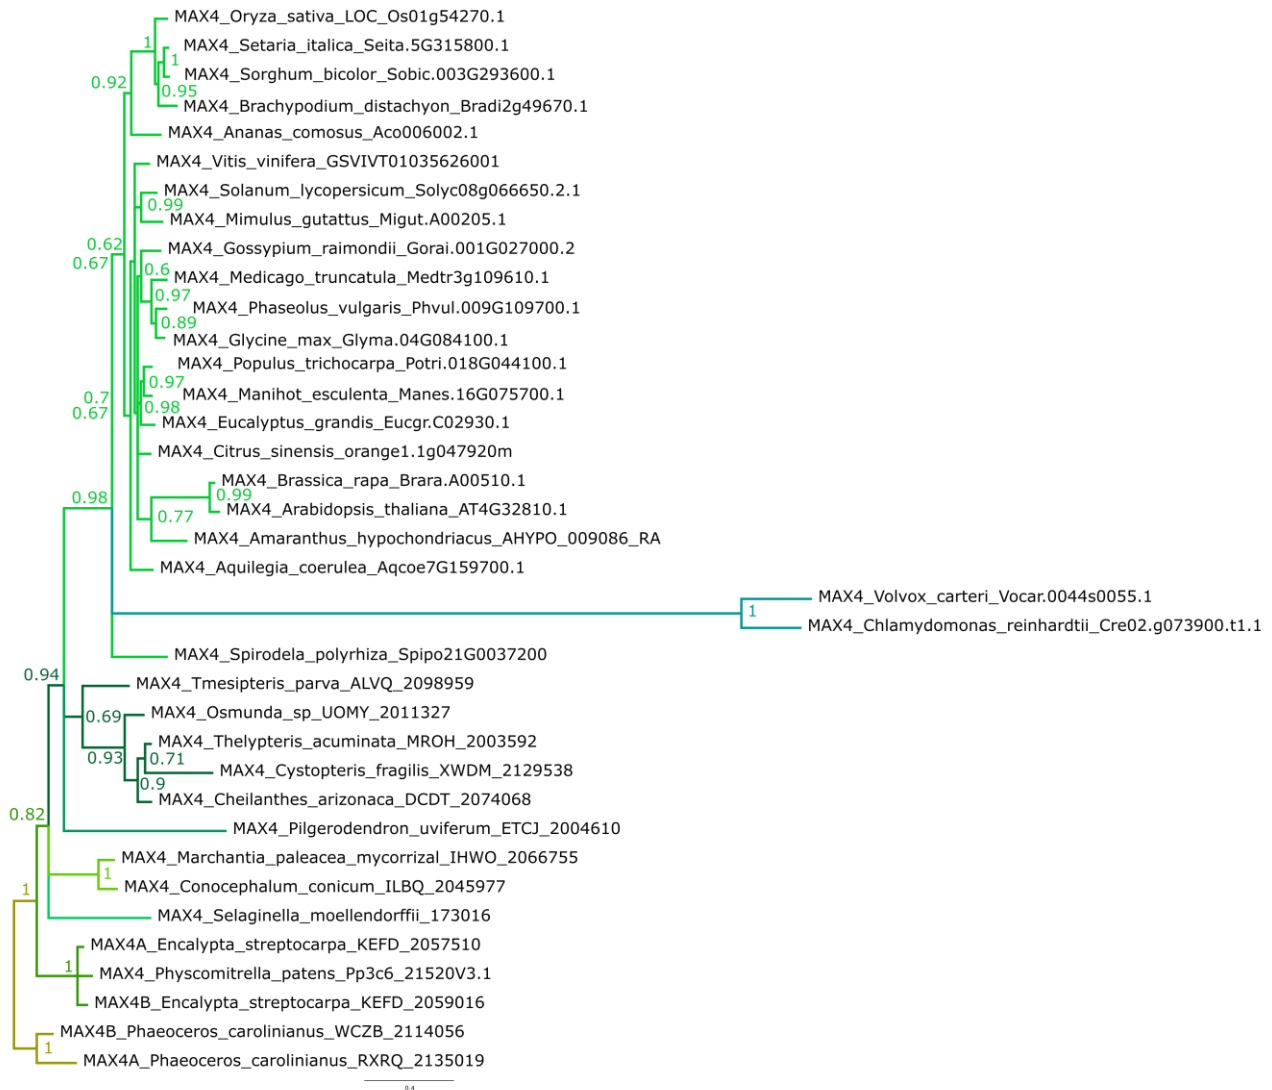 MAX4_Oryza_sativa_LOC_Os01g54270.1
1
MAX4_Setaria_italica_Seita.5G315800.1
1
MAX4_Sorghum_bicolor_Sobic.003G293600.1
0.92
0.95
MAX4_Brachypodium_distachyon_Bradi2g49670.1
MAX4_Ananas_comosus_Aco006002.1
MAX4_Vitis_vinifera_GSVIVT01035626001
MAX4_Solanum_lycopersicum_Solyc08g066650.2.1
0.99
MAX4_Mimulus_gutattus_Migut.A00205.1
0.62
MAX4_Gossypium_raimondii_Gorai.001G027000.2
0.67
0.6
MAX4_Medicago_truncatula_Medtr3g109610.1
0.97
MAX4_Phaseolus_vulgaris_Phvul.009G109700.1
0.89
MAX4_Glycine_max_Glyma.04G084100.1
MAX4_Populus_trichocarpa_Potri.018G044100.1
0.97
MAX4_Manihot_esculenta_Manes.16G075700.1
0.7
0.98
0.67
MAX4_Eucalyptus_grandis_Eucgr.C02930.1
MAX4_Citrus_sinensis_orange1.1g047920m
MAX4_Brassica_rapa_Brara.A00510.1
0.98
0.99
MAX4_Arabidopsis_thaliana_AT4G32810.1
0.77
MAX4_Amaranthus_hypochondriacus_AHYPO_009086_RA
MAX4_Aquilegia_coerulea_Aqcoe7G159700.1
MAX4_Volvox_carteri_Vocar.0044s0055.1
1
MAX4_Chlamydomonas_reinhardtii_Cre02.g073900.t1.1
MAX4_Spirodela_polyrhiza_Spipo21G0037200
0.94
MAX4_Tmesipteris_parva_ALVQ_2098959
0.69
MAX4_Osmunda_sp_UOMY_2011327
MAX4_Thelypteris_acuminata_MROH_2003592
0.93
0.71
MAX4_Cystopteris_fragilis_XWDM_2129538
0.9
MAX4_Cheilanthes_arizonaca_DCDT_2074068
0.82
MAX4_Pilgerodendron_uviferum_ETCJ_2004610
MAX4_Marchantia_paleacea_mycorrizal_IHWO_2066755
1
MAX4_Conocephalum_conicum_ILBQ_2045977
1
MAX4_Selaginella_moellendorffii_173016
MAX4A_Encalypta_streptocarpa_KEFD_2057510
1
MAX4_Physcomitrella_patens_Pp3c6_21520V3.1
MAX4B_Encalypta_streptocarpa_KEFD_2059016
MAX4B_Phaeoceros_carolinianus_WCZB_2114056
1
MAX4A_Phaeoceros_carolinianus_RXRQ_2135019
0.4